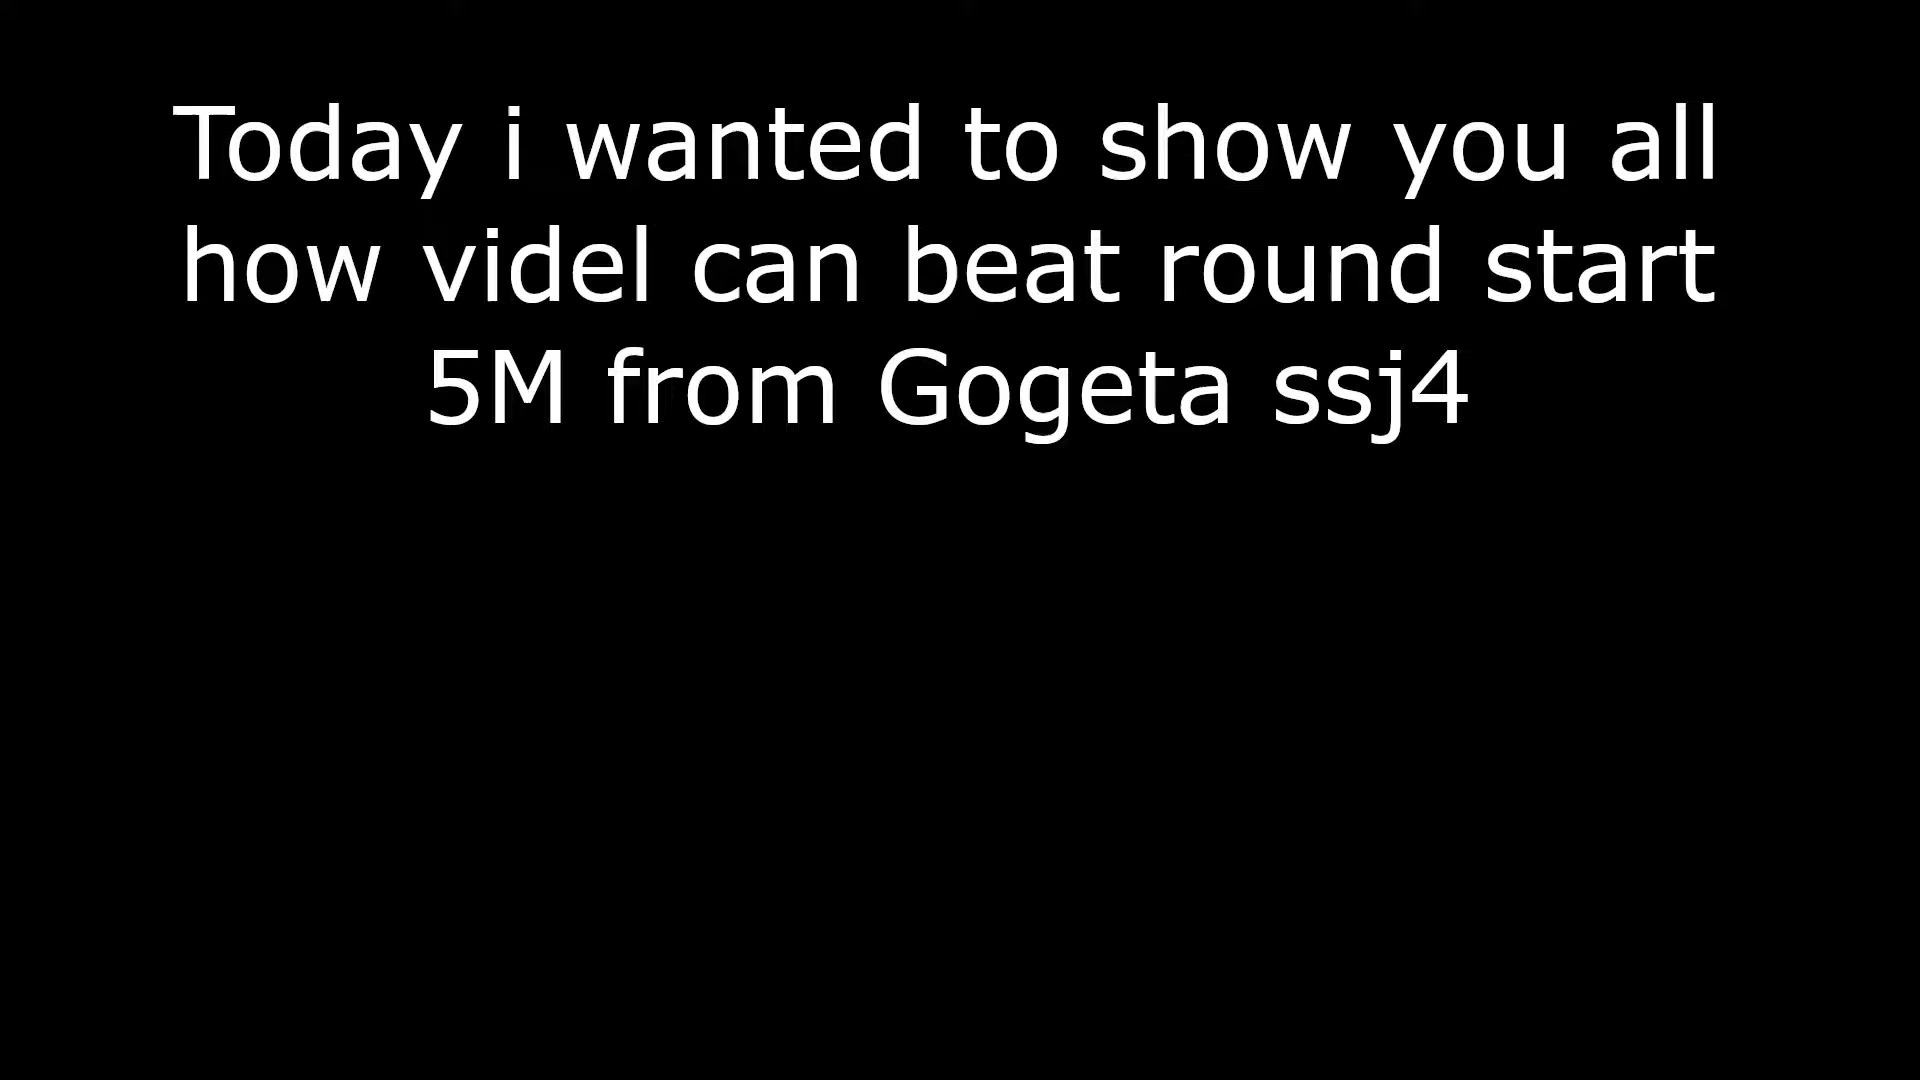 Today i wanted to show you all
how videl can beat round start
5M from Gogeta ssj4